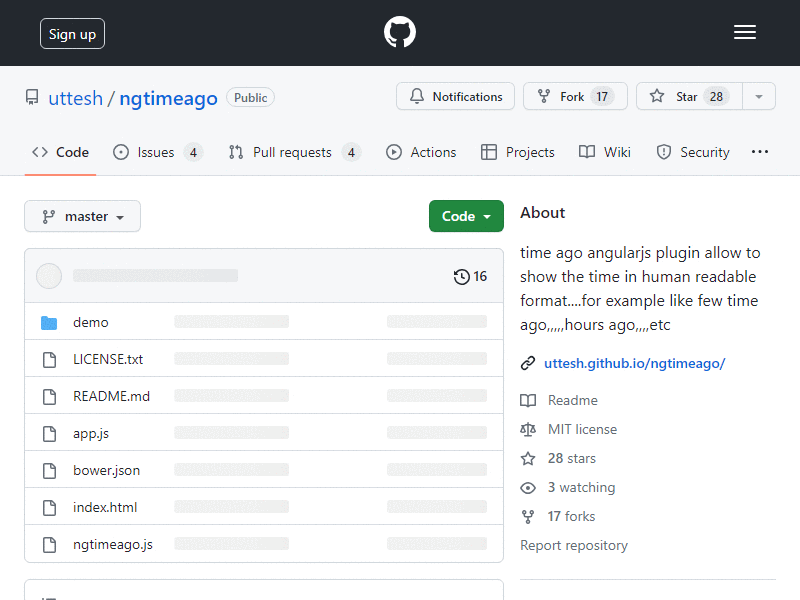 Sign up
uttesh / ngtimeago Public
Notifications Fork 17 Star 28
Code Issues 4 Pull requests 4 Actions Projects Wiki Security
master Code
16
demo
LICENSE.txt
README.md
app.js
bower.json
index.html
ngtimeago.js
About
time ago angularjs plugin allow to
show the time in human readable
format....for example like few time
ago,,,,,hours ago,,,,etc
uttesh.github.io/ngtimeago/
Readme
MIT license
28 stars
3 watching
17 forks
Report repository